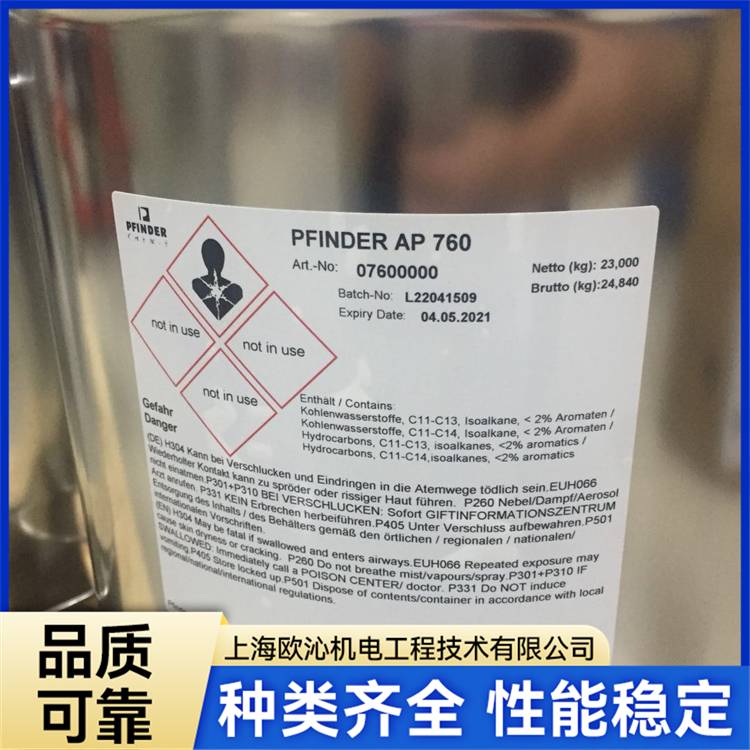 PFINDER
CHEMIE
PFINDER AP 760
Art.-No: 07600000
Netto (kg): 23,000
Brutto (kg):24,840
Batch-No: L22041509
Expiry Date: 04.05.2021
not in use
not in use
not in use
Gefahr
Danger
Enthält / Contains:
Kohlenwasserstoffe, C11-C13, Isoalkane, < 2% Aromaten /
Kohlenwasserstoffe, C11-C14, Isoalkane, < 2% Aromaten /
Hydrocarbons, C11-C13, isoalkanes, <2% aromatics /
Hydrocarbons, C11-C14,isoalkanes, <2% aromatics
(DE) H304 Kann bei Verschlucken und Eindringen in die Atemwege tödlich sein.EUH066
Wiederholter Kontakt kann zu spröder oder rissiger Haut führen. P260 Nebel/Dampf/Aerosol
nicht einatmen.P301+P310 BEI VERSCHLUCKEN: Sofort GIFTINFORMATIONSZENTRUM
Arzt anrufen.P331 KEIN Erbrechen herbeiführen.P405 Unter Verschluss aufbewahren.P501
Entsorgung des Inhalts / des Behälters gemäß den örtlichen / regionalen / nationalen/
internationalen Vorschriften.
(EN) H304 May be fatal if swallowed and enters airways.EUH066 Repeated exposure may
cause skin dryness or cracking. P260 Do not breathe mist/vapours/spray.P301+P310 IF
SWALLOWED: Immediately call a POISON CENTER/ doctor. P331 Do NOT induce
vomiting.P405 Store locked up.P501 Dispose of contents/container in accordance with local
regional/national/international regulations.
品质
可靠
上海欧沁机电工程技术有限公司
种类齐全 性能稳定